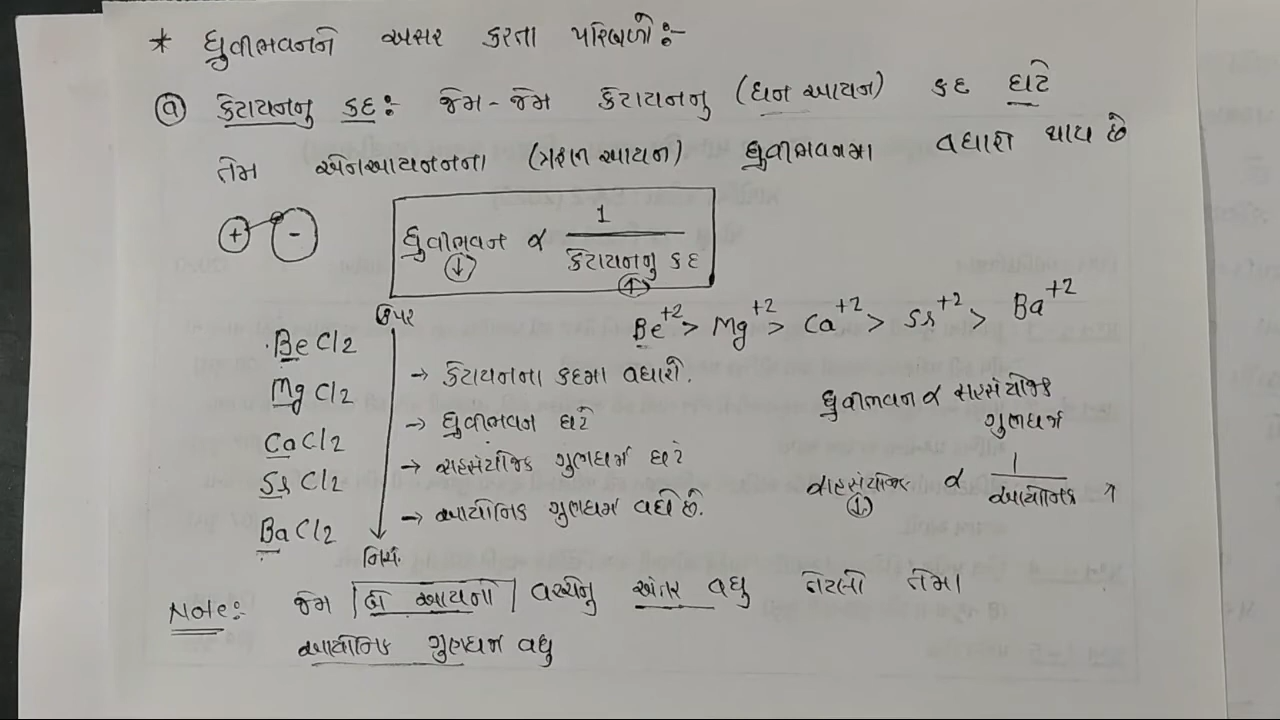 * ધ્રુવીભવનને અસર કરતા પરિબળો :-
(a) કેટાયનનુ કદ :- જેમ - જેમ કેટાયનનુ (ધન આયન) કદ ઘટે
તેમ એનઆયનનના (ઋણ આયન) ધ્રુવીભવનમા વધારો થાય છે
+ -
ધ્રુવીભવન ∝ 1 / કેટાયનનુ કદ
↓ ↑
ઉપર
Be+2 > Mg+2 > Ca+2 > Sr+2 > Ba+2
BeCl2
MgCl2
CaCl2
SrCl2
BaCl2
→ કેટાયનના કદમા વધારો.
→ ધ્રુવીભવન ઘટે
→ સહસંયોજક ગુણધર્મ ઘટે
→ આયોનિક ગુણધર્મ વધે છે.
નિચે
ધ્રુવીભવન ∝ સહસંયોજક
ગુણધર્મ
સહસંયોજક ∝ 1 / આયોનિક ↑
↓
Note :- જેમ બે આયનો વચ્ચેનુ અંતર વધુ તેટલો તેમા
આયોનિક ગુણધર્મ વધુ